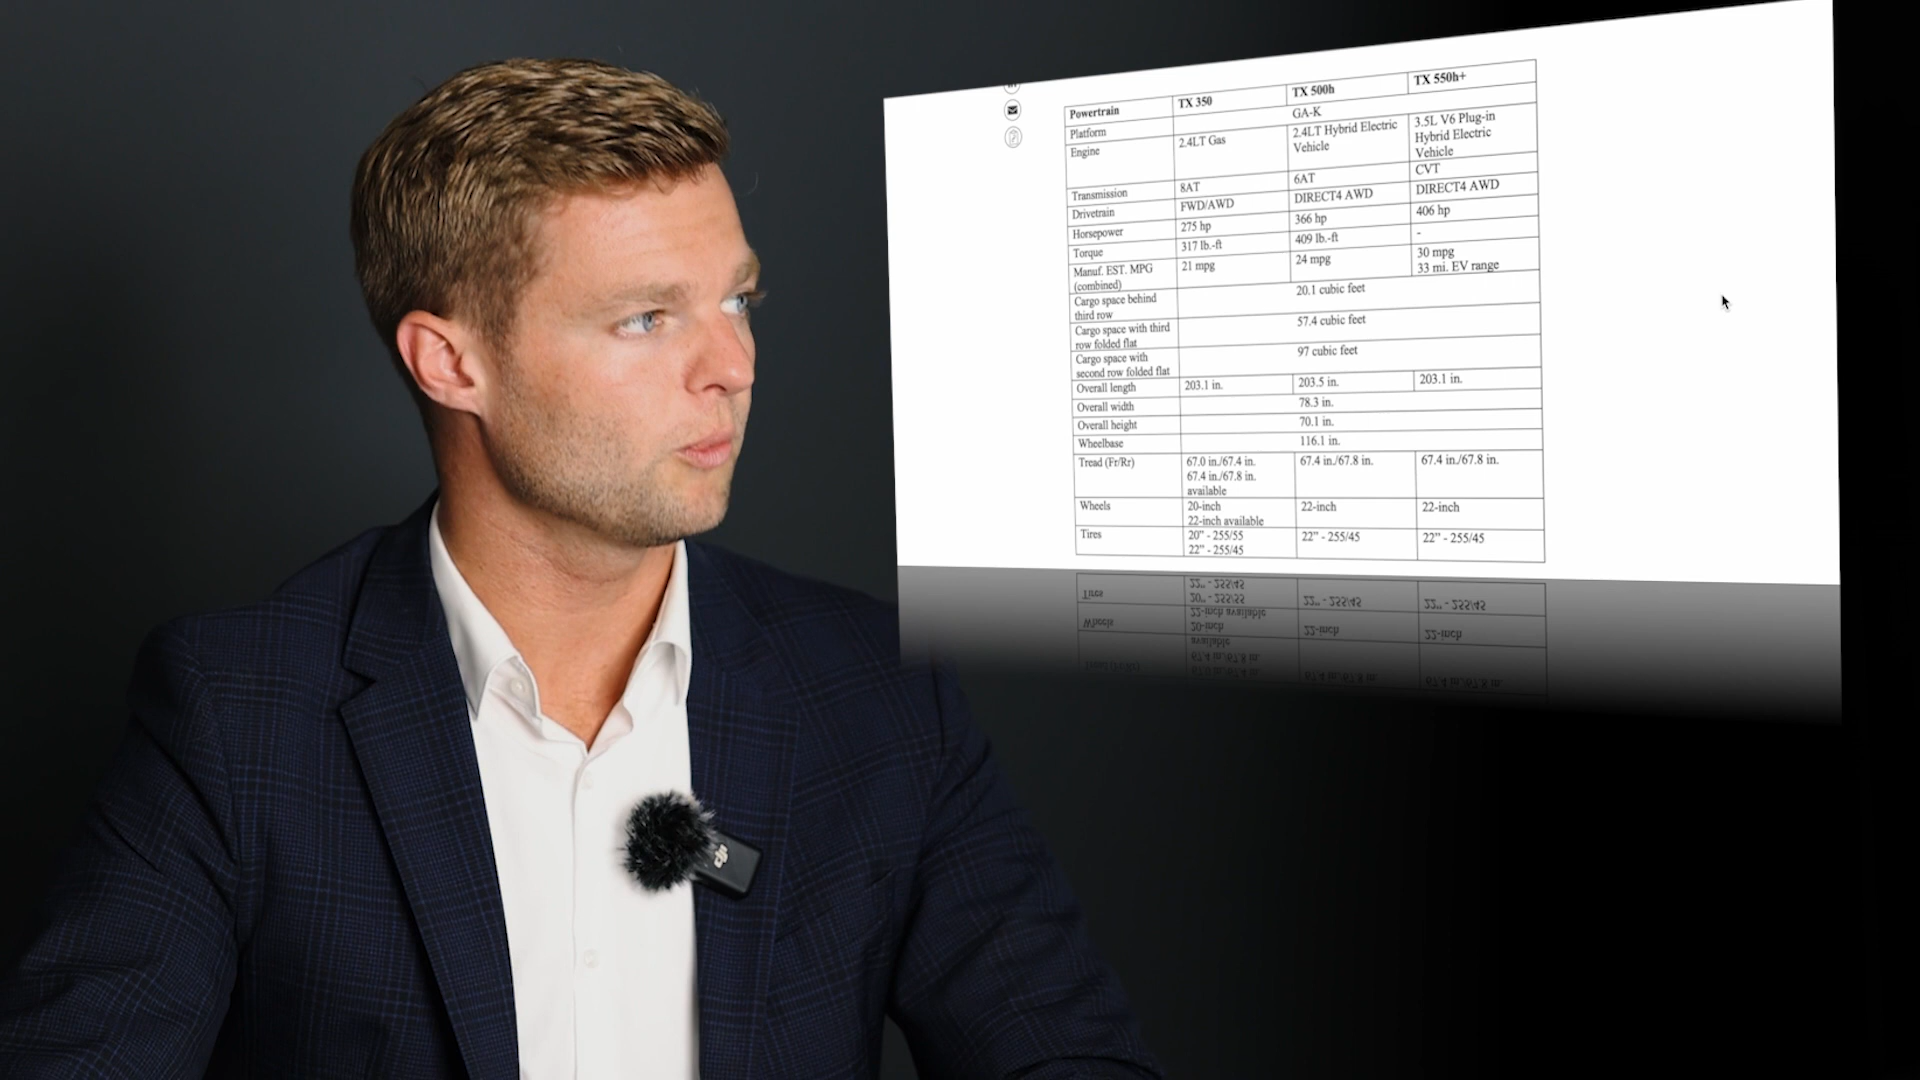 Powertrain TX 350 TX 500h TX 550h+
Platform GA-K
Engine 2.4LT Gas 2.4LT Hybrid Electric Vehicle 3.5L V6 Plug-in Hybrid Electric Vehicle
Transmission 8AT 6AT CVT
Drivetrain FWD/AWD DIRECT4 AWD DIRECT4 AWD
Horsepower 275 hp 366 hp 406 hp
Torque 317 lb.-ft 409 lb.-ft -
Manuf. EST. MPG (combined) 21 mpg 24 mpg 30 mpg 33 mi. EV range
Cargo space behind third row 20.1 cubic feet
Cargo space with third row folded flat 57.4 cubic feet
Cargo space with second row folded flat 97 cubic feet
Overall length 203.1 in. 203.5 in. 203.1 in.
Overall width 78.3 in.
Overall height 70.1 in.
Wheelbase 116.1 in.
Tread (Fr/Rr) 67.0 in./67.4 in. 67.4 in./67.8 in. available 67.4 in./67.8 in. 67.4 in./67.8 in.
Wheels 20-inch 22-inch available 22-inch 22-inch
Tires 20" - 255/55 22" - 255/45 22" - 255/45 22" - 255/45